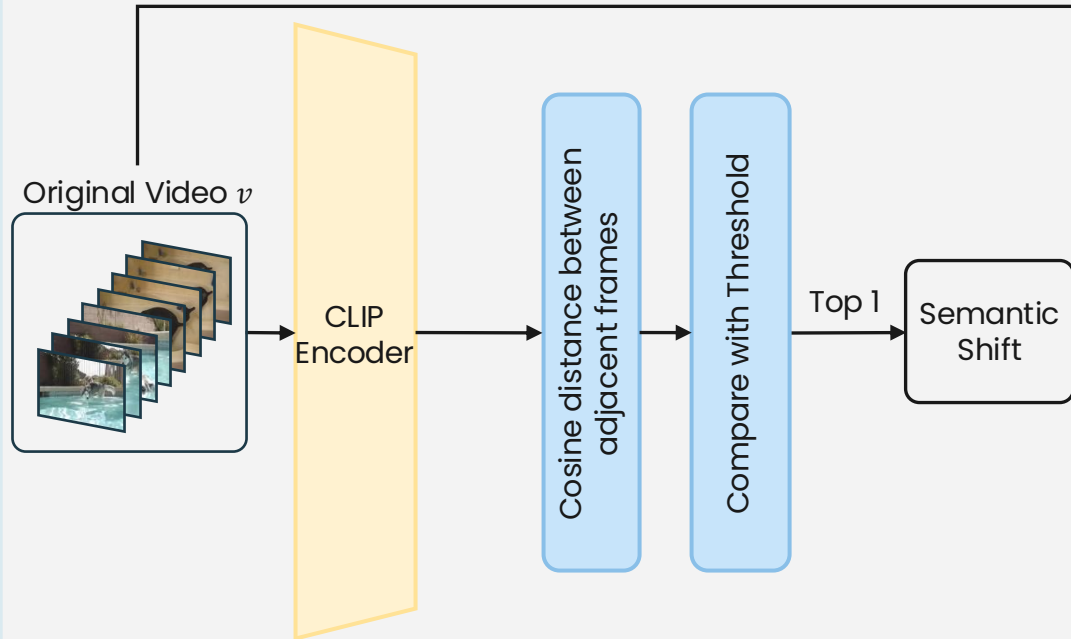 Original Video v
CLIP
Encoder
Cosine distance between
adjacent frames
Compare with Threshold
Top 1
Semantic
Shift